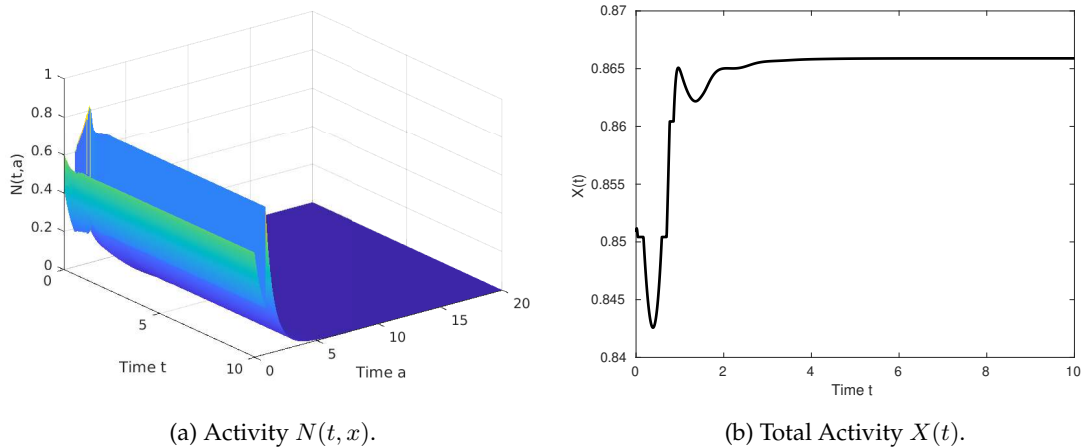 1
0.8
0.6
0.4
0.2
0
N(t,a)
0
5
10
Time t
0
5
10
15
20
Time a
0.87
0.865
0.86
0.855
0.85
0.845
0.84
X(t)
0 2 4 6 8 10
Time t
(a) Activity N(t, x).
(b) Total Activity X(t).